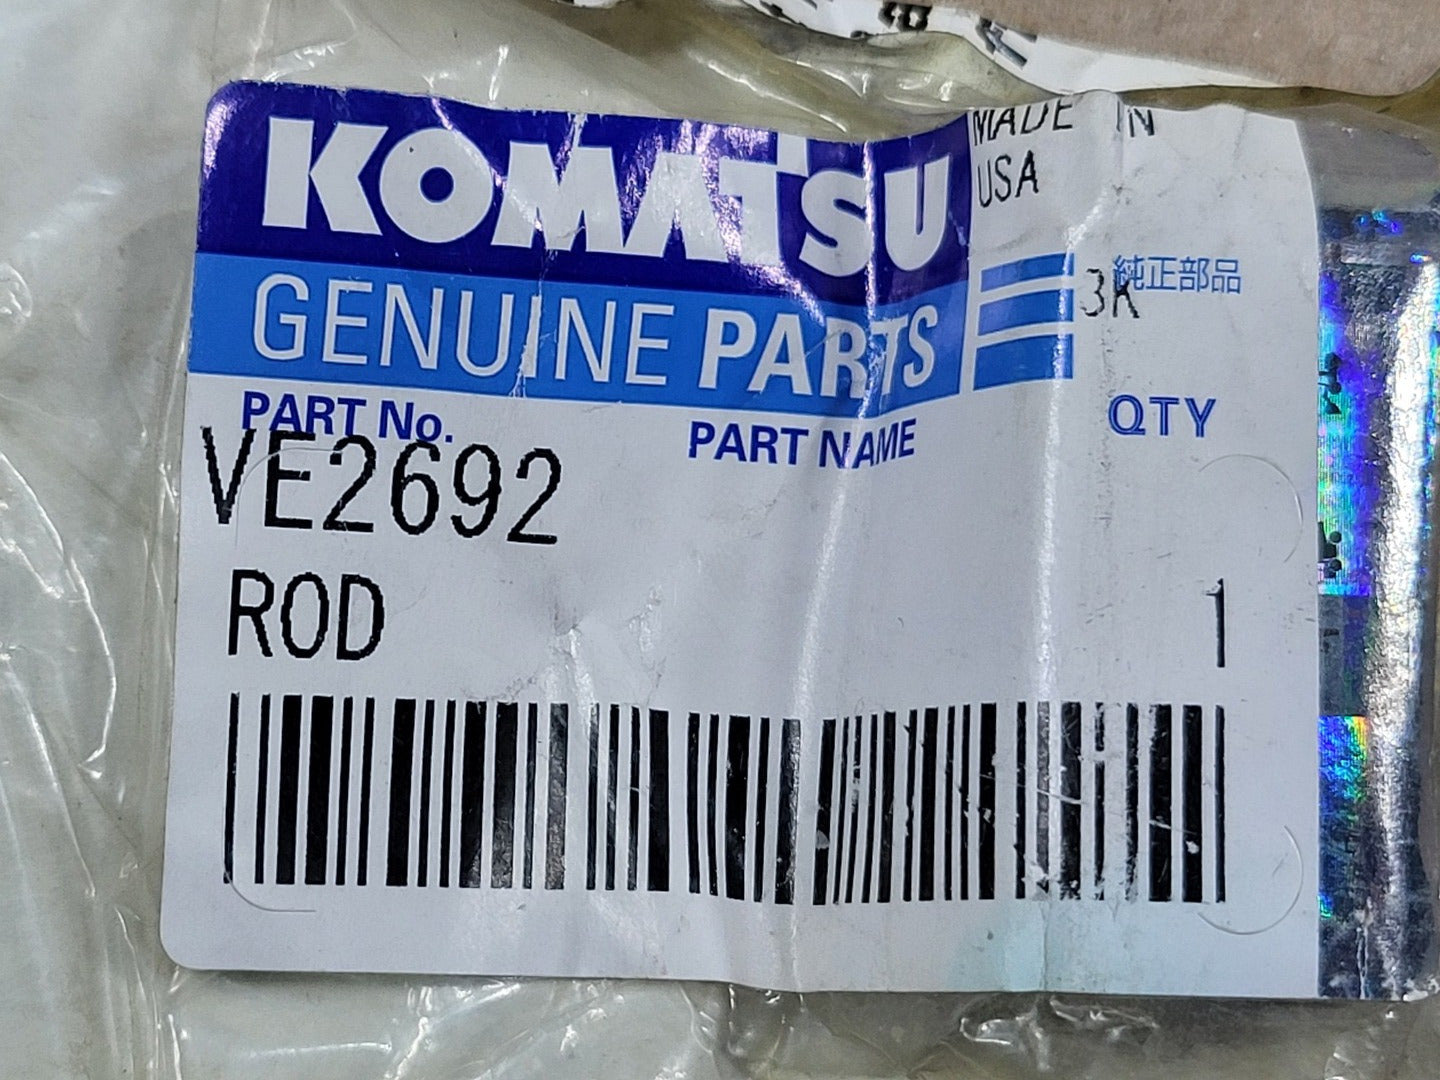 KOMATSU
MADE IN
USA
GENUINE PARTS
純正部品
3K
PART No.
PART NAME
QTY
VE2692
ROD
1